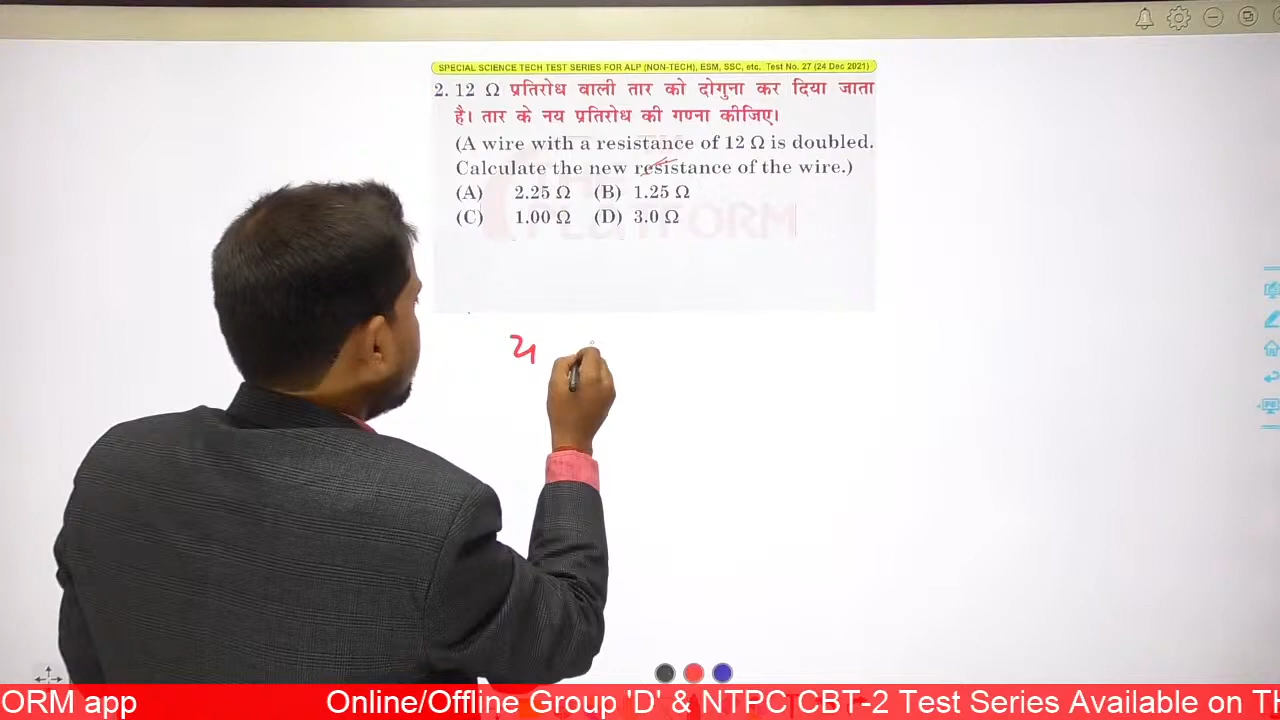 SPECIAL SCIENCE TECH TEST SERIES FOR ALP (NON-TECH), ESM, SSC, etc. Test No. 27 (24 Dec 2021)
2. 12 Ω प्रतिरोध वाली तार को दोगुना कर दिया जाता
है। तार के नय प्रतिरोध की गण्ना कीजिए।
(A wire with a resistance of 12 Ω is doubled.
Calculate the new resistance of the wire.)
(A) 2.25 Ω (B) 1.25 Ω
(C) 1.00 Ω (D) 3.0 Ω
ORM app Online/Offline Group 'D' & NTPC CBT-2 Test Series Available on